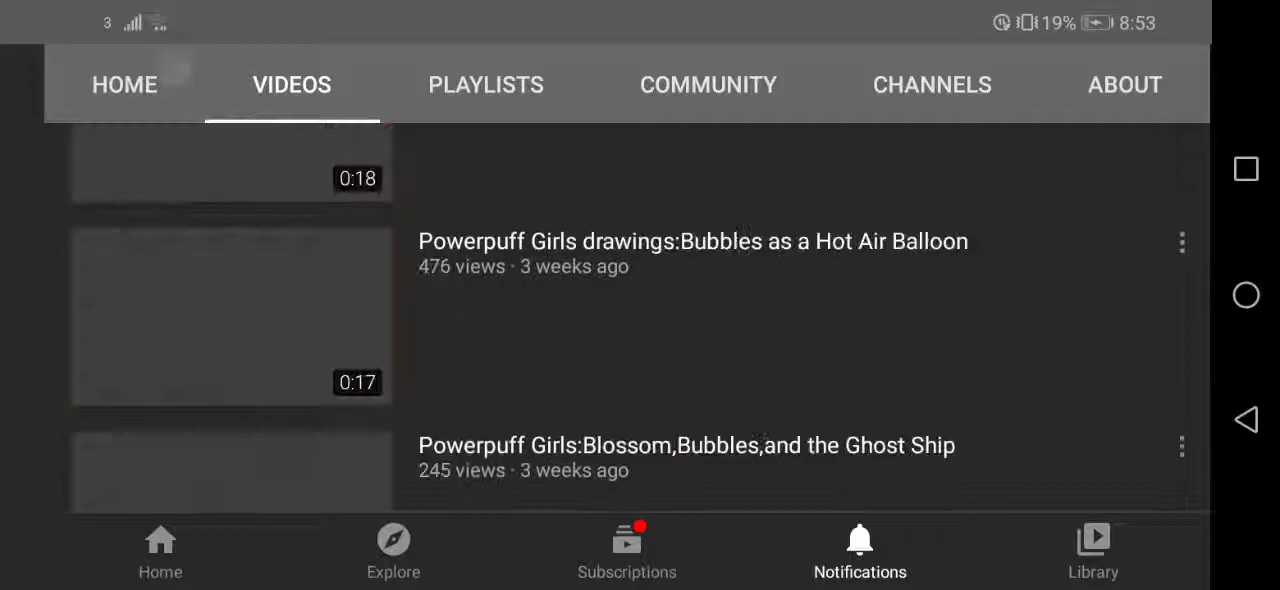 3 19% 8:53
HOME VIDEOS PLAYLISTS COMMUNITY CHANNELS ABOUT
0:18
Powerpuff Girls drawings:Bubbles as a Hot Air Balloon
476 views · 3 weeks ago
0:17
Powerpuff Girls:Blossom,Bubbles,and the Ghost Ship
245 views · 3 weeks ago
Home Explore Subscriptions Notifications Library